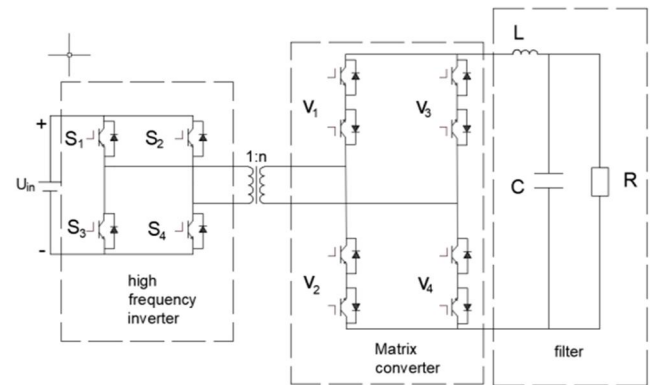 L
V₁
V₃
+
S₁
S₂
1:n
Uᵢₙ
C
R
S₃
S₄
-
V₂
V₄
high
frequency
inverter
Matrix
converter
filter